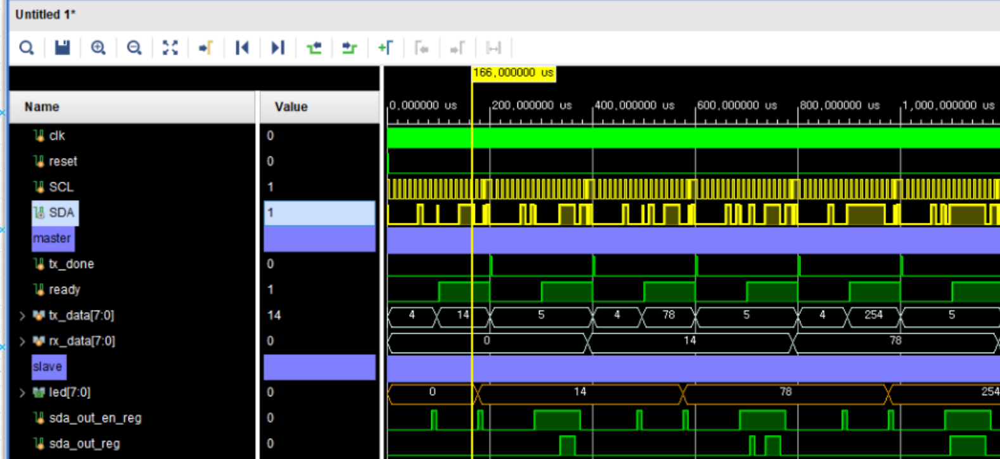 Untitled 1*
166,000000 us
Name Value
0,000000 us 200,000000 us 400,000000 us 600,000000 us 800,000000 us 1,000,000000 us
clk 0
reset 0
SCL 1
SDA 1
master
tx_done 0
ready 1
tx_data[7:0] 14 4 14 5 4 78 5 4 254 5
rx_data[7:0] 0 0 14 78
slave
led[7:0] 0 0 14 78 254
sda_out_en_reg 0
sda_out_reg 0